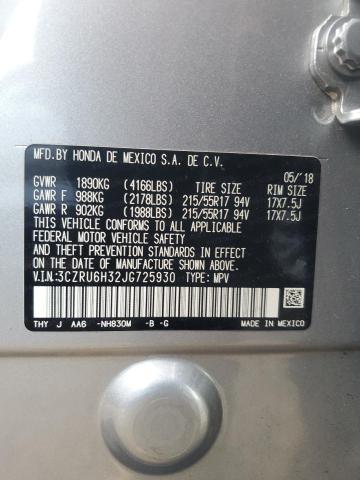 MFD.BY HONDA DE MEXICO S.A. DE C.V.
05/'18
GVWR 1890KG (4166LBS) TIRE SIZE RIM SIZE
GAWR F 988KG (2178LBS) 215/55R17 94V 17X7.5J
GAWR R 902KG (1988LBS) 215/55R17 94V 17X7.5J
THIS VEHICLE CONFORMS TO ALL APPLICABLE
FEDERAL MOTOR VEHICLE SAFETY, BUMPER,
AND THEFT PREVENTION STANDARDS IN EFFECT
ON THE DATE OF MANUFACTURE SHOWN ABOVE.
V.I.N:3CZRU6H32JG725930 TYPE: MPV
THY J AA6 -NH830M -B -G
MADE IN MEXICO